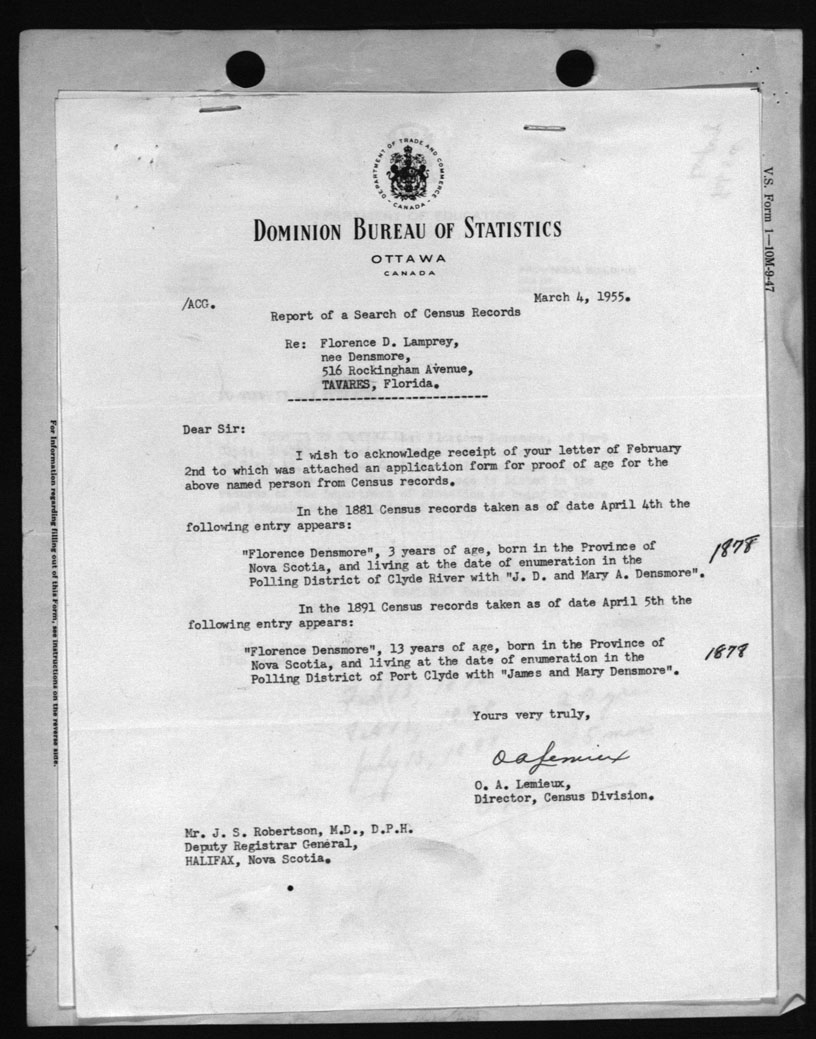 DEPARTMENT OF TRADE AND COMMERCE
CANADA
DOMINION BUREAU OF STATISTICS
OTTAWA
CANADA
V.S. Form 1—10M-9-47
/ACG.
March 4, 1955.
Report of a Search of Census Records
Re: Florence D. Lamprey,
nee Densmore,
516 Rockingham Avenue,
TAVARES, Florida.
Dear Sir:
I wish to acknowledge receipt of your letter of February
2nd to which was attached an application form for proof of age for the
above named person from Census records.
In the 1881 Census records taken as of date April 4th the
following entry appears:
"Florence Densmore", 3 years of age, born in the Province of
Nova Scotia, and living at the date of enumeration in the
Polling District of Clyde River with "J. D. and Mary A. Densmore".
1878
In the 1891 Census records taken as of date April 5th the
following entry appears:
"Florence Densmore", 13 years of age, born in the Province of
Nova Scotia, and living at the date of enumeration in the
Polling District of Port Clyde with "James and Mary Densmore".
1878
Yours very truly,
O A Lemieux
O. A. Lemieux,
Director, Census Division.
Mr. J. S. Robertson, M.D., D.P.H.
Deputy Registrar General,
HALIFAX, Nova Scotia.
For information regarding filling out of this Form, see instructions on the reverse side.